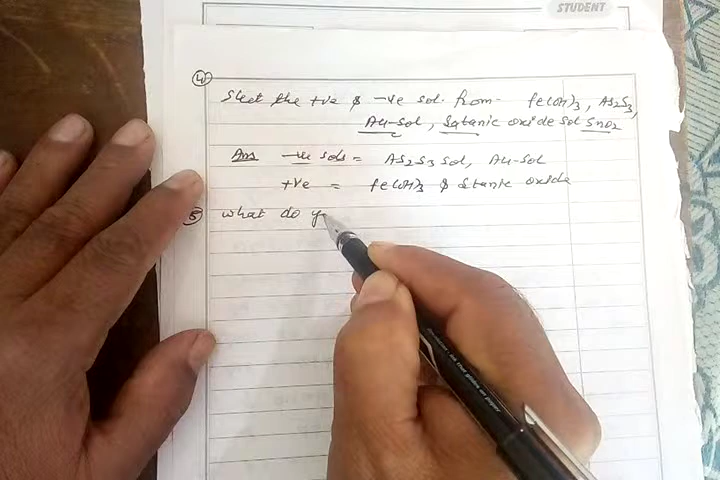 STUDENT
4 Slect the +ve & -ve sol. from - Fe(OH)3, As2S3,
Au-Sol, Satanic oxide sol SnO2
Ans -ve sols = As2S3 sol, Au-sol
+ve = Fe(OH)3 & Stanic oxide
5 what do y